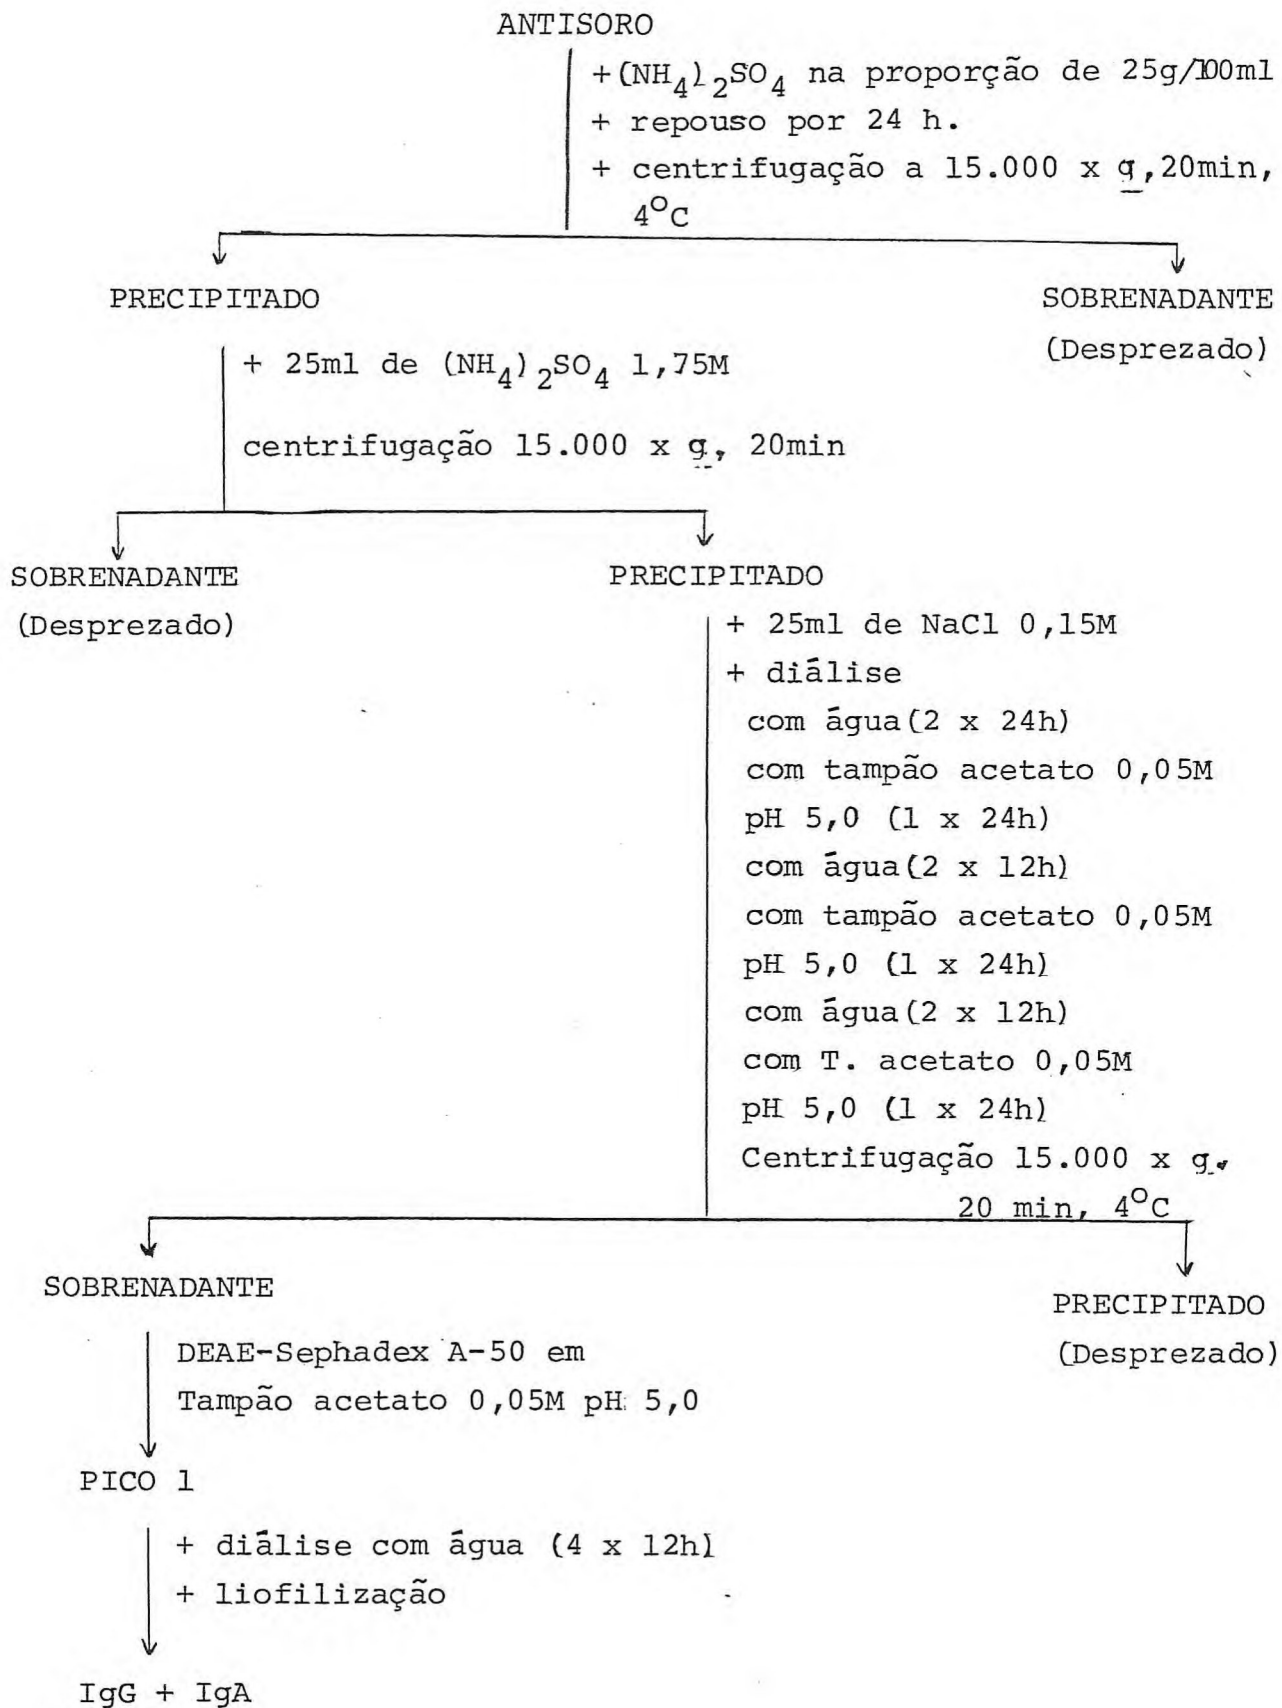 ANTISORO
+(NH4)2SO4 na proporção de 25g/100ml
+ repouso por 24 h.
+ centrifugação a 15.000 x g,20min,
4°C
PRECIPITADO
SOBRENADANTE
(Desprezado)
+ 25ml de (NH4)2SO4 1,75M
centrifugação 15.000 x g, 20min
SOBRENADANTE
(Desprezado)
PRECIPITADO
+ 25ml de NaCl 0,15M
+ diálise
com água(2 x 24h)
com tampão acetato 0,05M
pH 5,0 (1 x 24h)
com água(2 x 12h)
com tampão acetato 0,05M
pH 5,0 (1 x 24h)
com água(2 x 12h)
com T. acetato 0,05M
pH 5,0 (1 x 24h)
Centrifugação 15.000 x g,
20 min, 4°C
SOBRENADANTE
PRECIPITADO
(Desprezado)
DEAE-Sephadex A-50 em
Tampão acetato 0,05M pH 5,0
PICO 1
+ diálise com água (4 x 12h)
+ liofilização
IgG + IgA